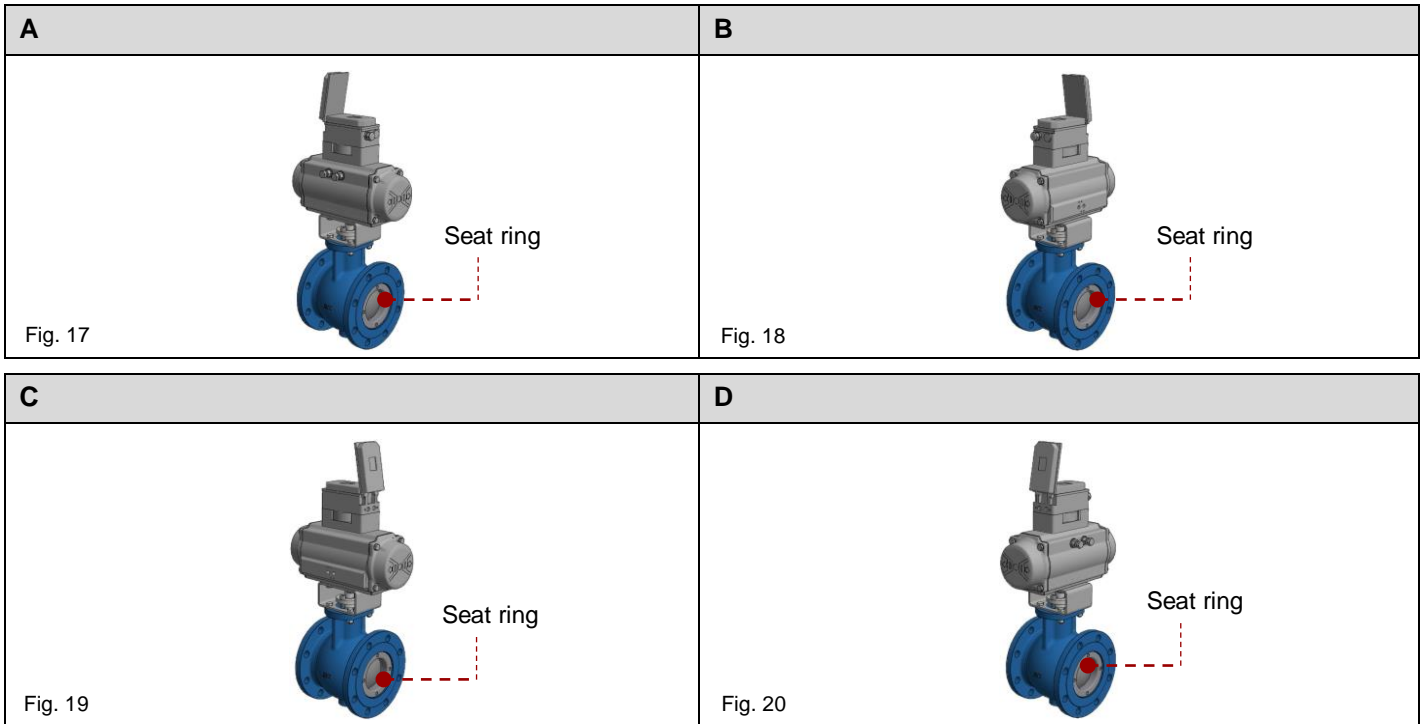 A
B
Seat ring
Fig. 17
Seat ring
Fig. 18
C
D
Seat ring
Fig. 19
Seat ring
Fig. 20